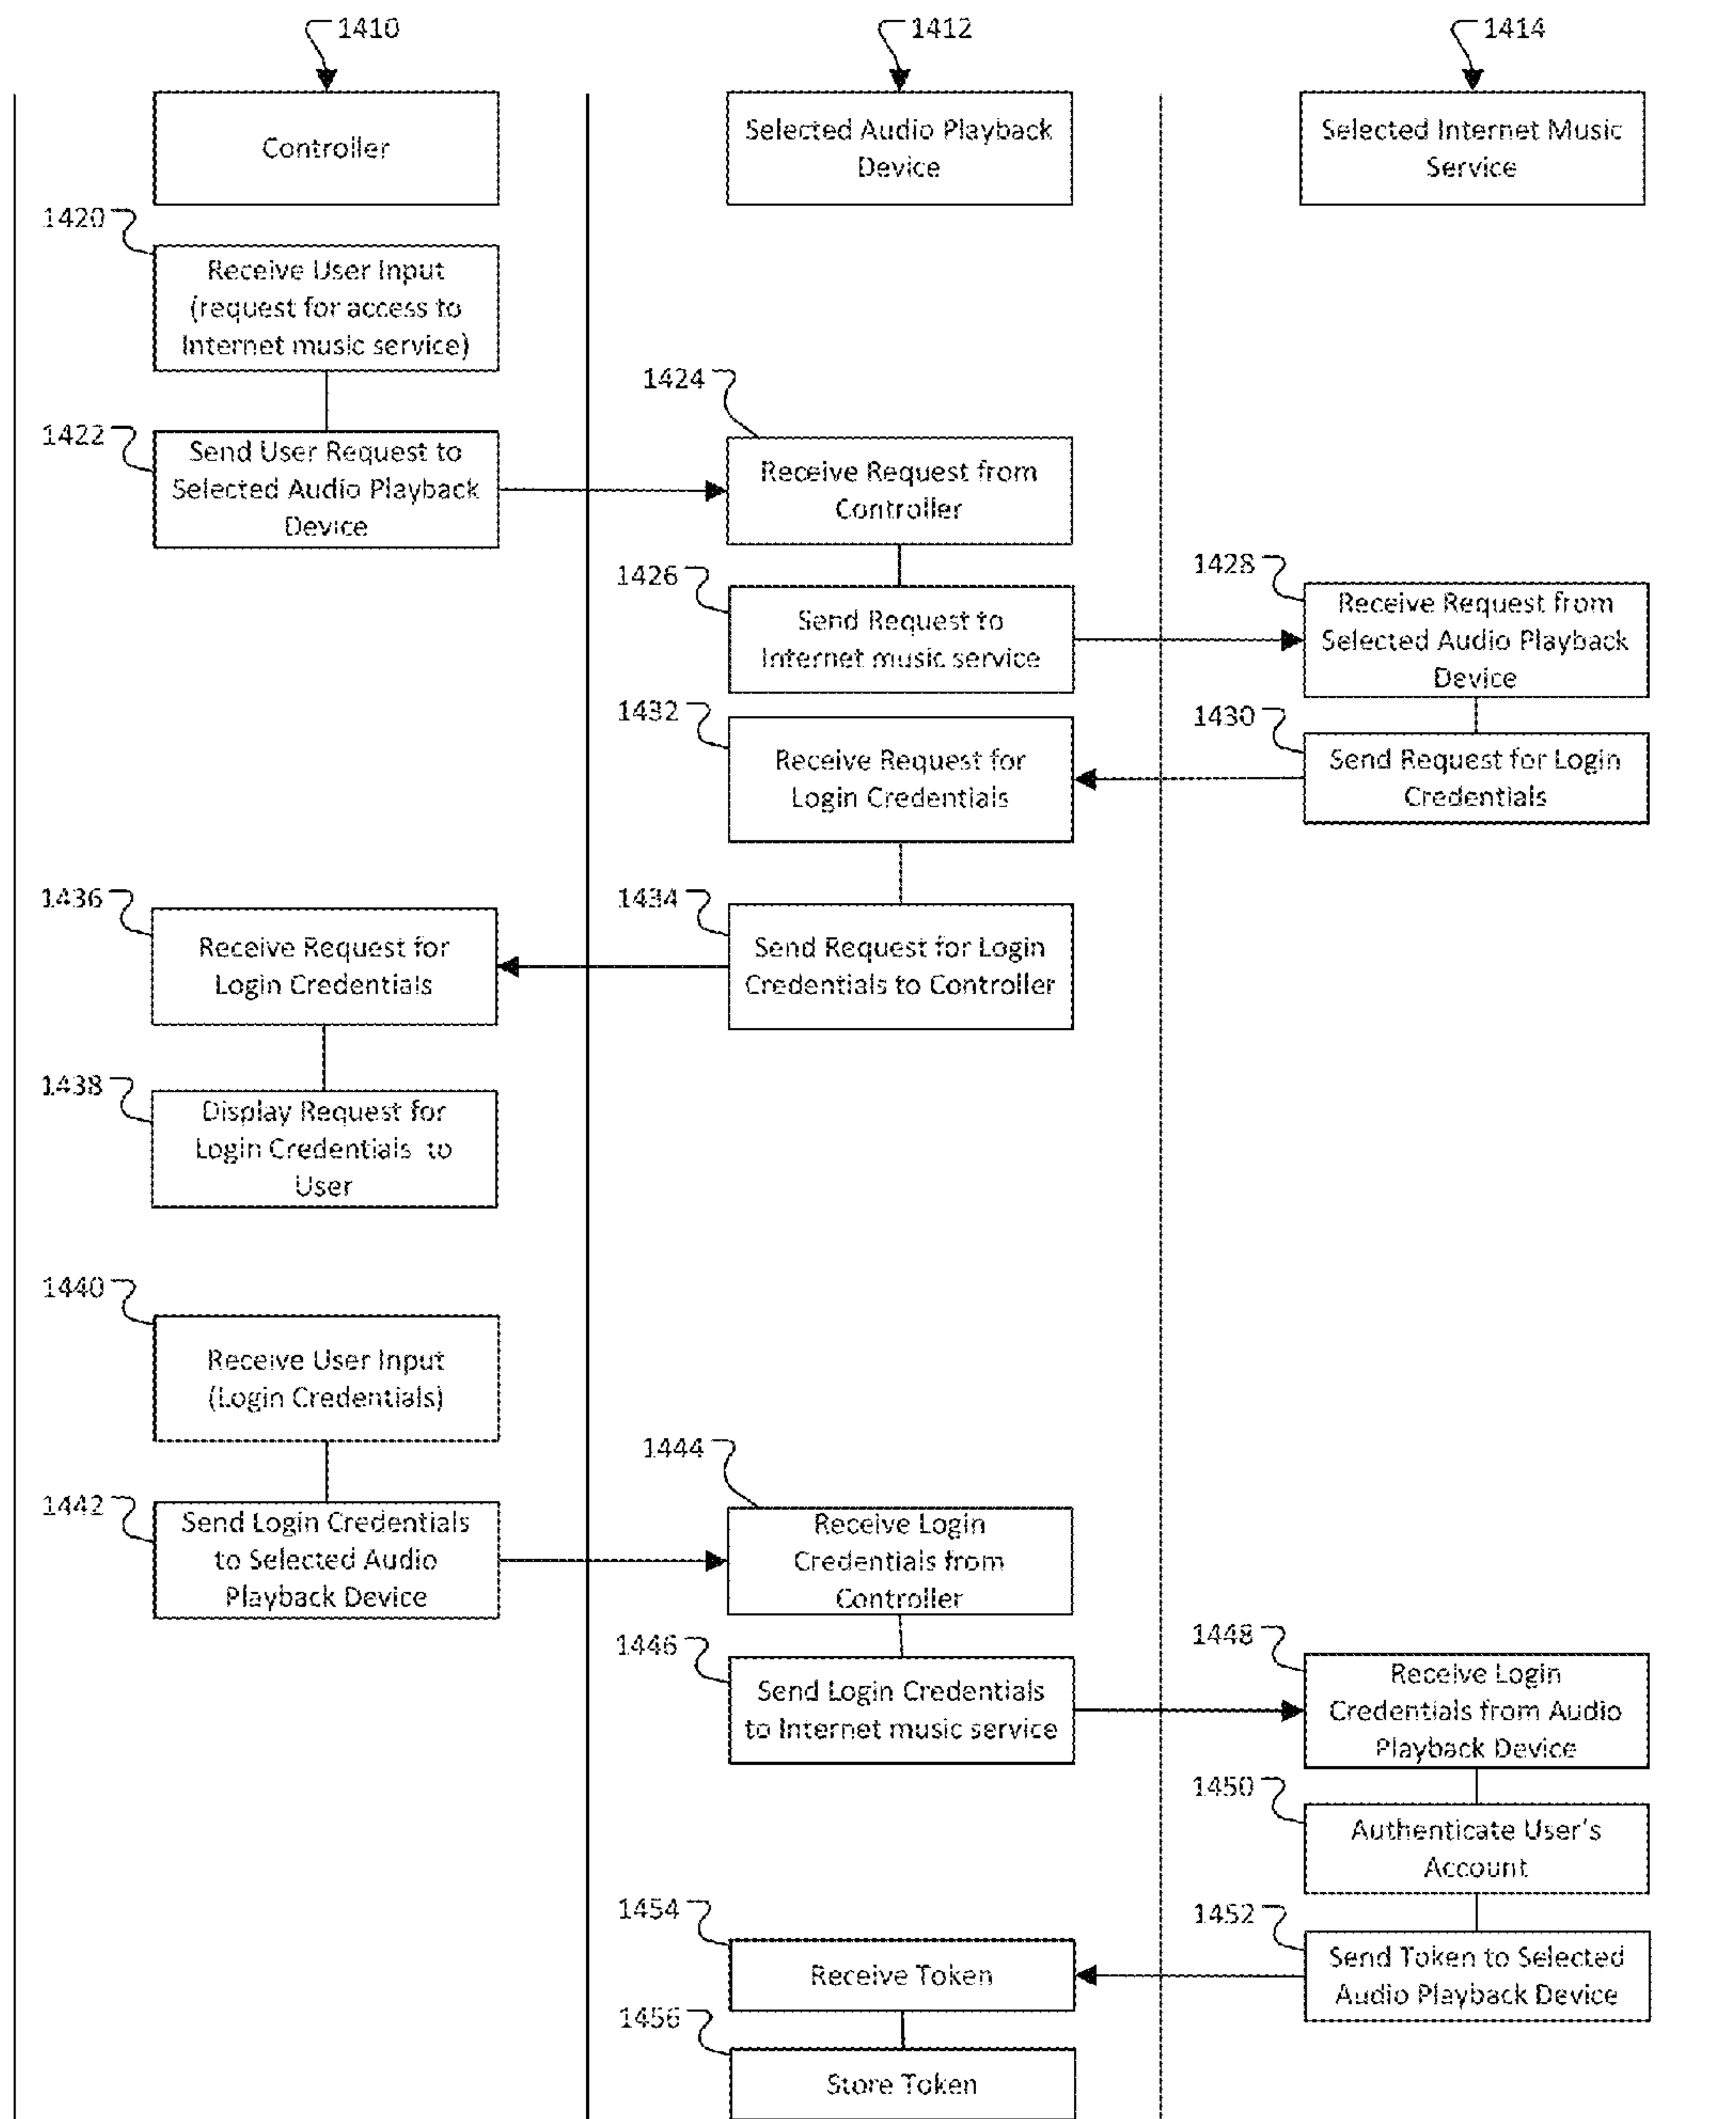 1410
1412
1414
Controller
Selected Audio Playback
Device
Selected Internet Music
Service
1420
Receive User Input
(request for access to
Internet music service)
1422
Send User Request to
Selected Audio Playback
Device
1424
Receive Request from
Controller
1426
Send Request to
Internet music service
1428
Receive Request from
Selected Audio Playback
Device
1430
Send Request for Login
Credentials
1432
Receive Request for
Login Credentials
1434
Send Request for Login
Credentials to Controller
1436
Receive Request for
Login Credentials
1438
Display Request for
Login Credentials to
User
1440
Receive User Input
(Login Credentials)
1442
Send Login Credentials
to Selected Audio
Playback Device
1444
Receive Login
Credentials from
Controller
1446
Send Login Credentials
to Internet music service
1448
Receive Login
Credentials from Audio
Playback Device
1450
Authenticate User's
Account
1452
Send Token to Selected
Audio Playback Device
1454
Receive Token
1456
Store Token